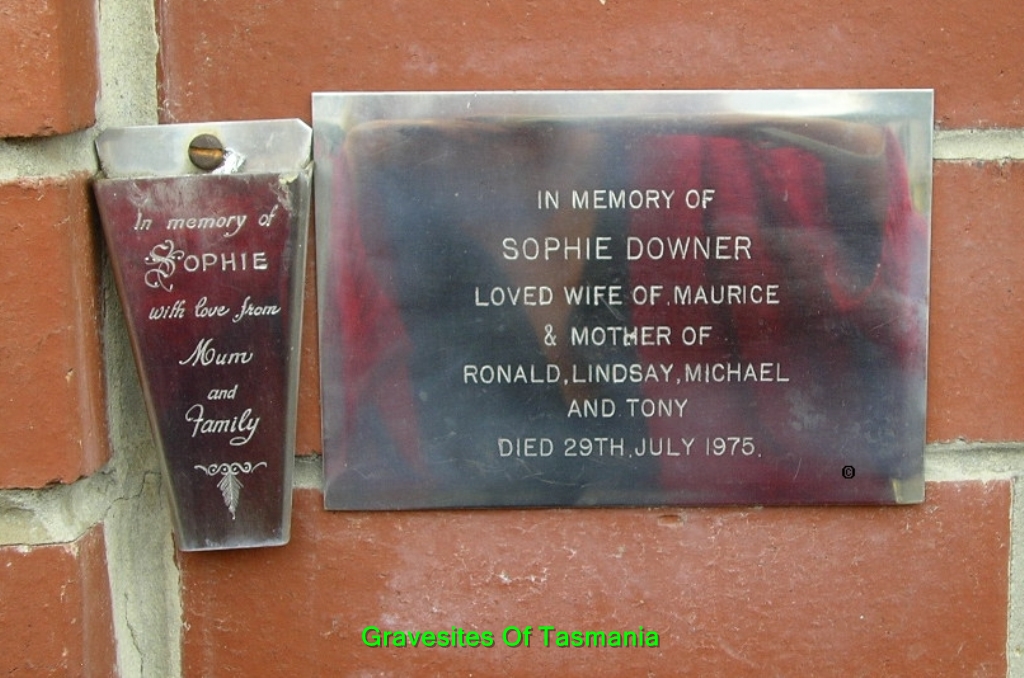 In memory of
SOPHIE
with love from
Mum
and
Family
IN MEMORY OF
SOPHIE DOWNER
LOVED WIFE OF MAURICE
& MOTHER OF
RONALD, LINDSAY, MICHAEL
AND TONY
DIED 29TH, JULY 1975.
©
Gravesites Of Tasmania